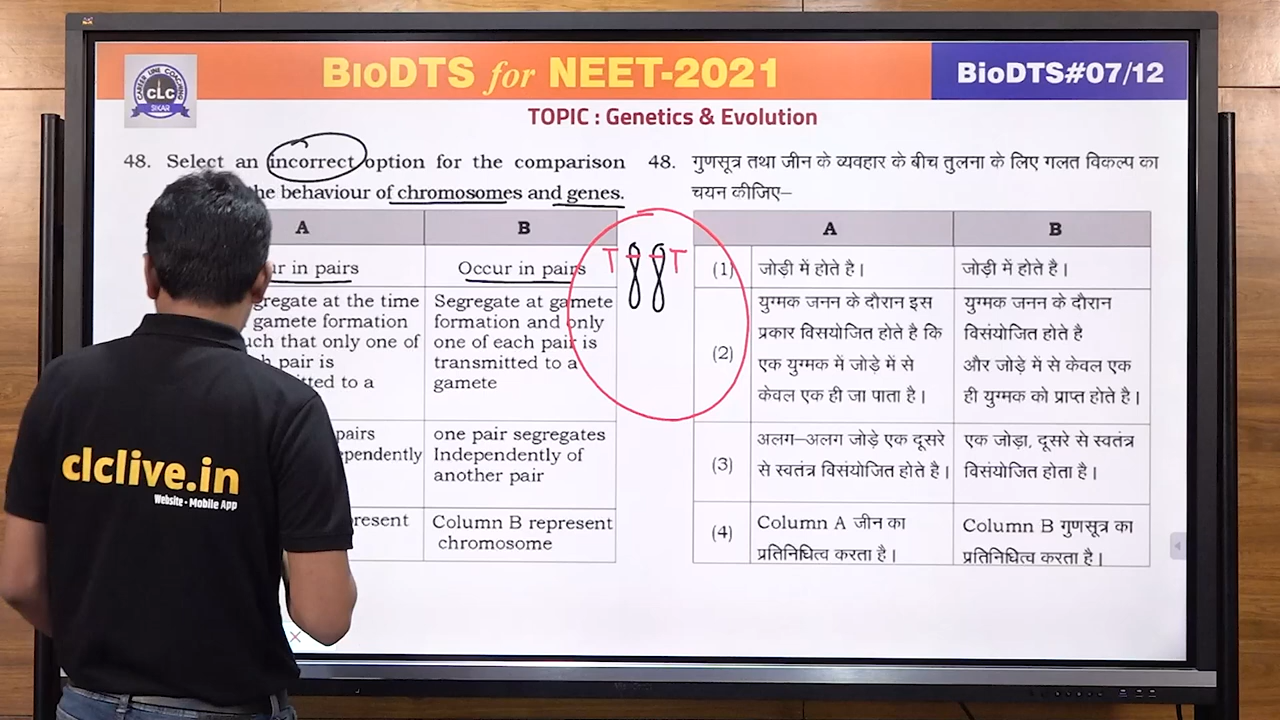 BIODTS for NEET-2021
BioDTS#07/12
CAREER LINE COACHING
CLC
SIKAR
TOPIC : Genetics & Evolution
48. Select an incorrect option for the comparison
the behaviour of chromosomes and genes.
A B
in pairs Occur in pairs
at the time
gamete formation
that only one of
pair is
to a
Segregate at gamete
formation and only
one of each pair is
transmitted to a
gamete
pairs
one pair segregates
Independently of
another pair
Column B represent
chromosome
T T
48. गुणसूत्र तथा जीन के व्यवहार के बीच तुलना के लिए गलत विकल्प का
चयन कीजिए–
A B
(1) जोड़ी में होते है। जोड़ी में होते है।
(2)
युग्मक जनन के दौरान इस
प्रकार विसयोजित होते है कि
एक युग्मक में जोड़े में से
केवल एक ही जा पाता है।
युग्मक जनन के दौरान
विसंयोजित होते है
और जोड़े में से केवल एक
ही युग्मक को प्राप्त होते है।
(3)
अलग–अलग जोड़े एक दूसरे
से स्वतंत्र विसंयोजित होते है।
एक जोड़ा, दूसरे से स्वतंत्र
विसंयोजित होता है।
(4)
Column A जीन का
प्रतिनिधित्व करता है।
Column B गुणसूत्र का
प्रतिनिधित्व करता है।
clclive.in
Website • Mobile App